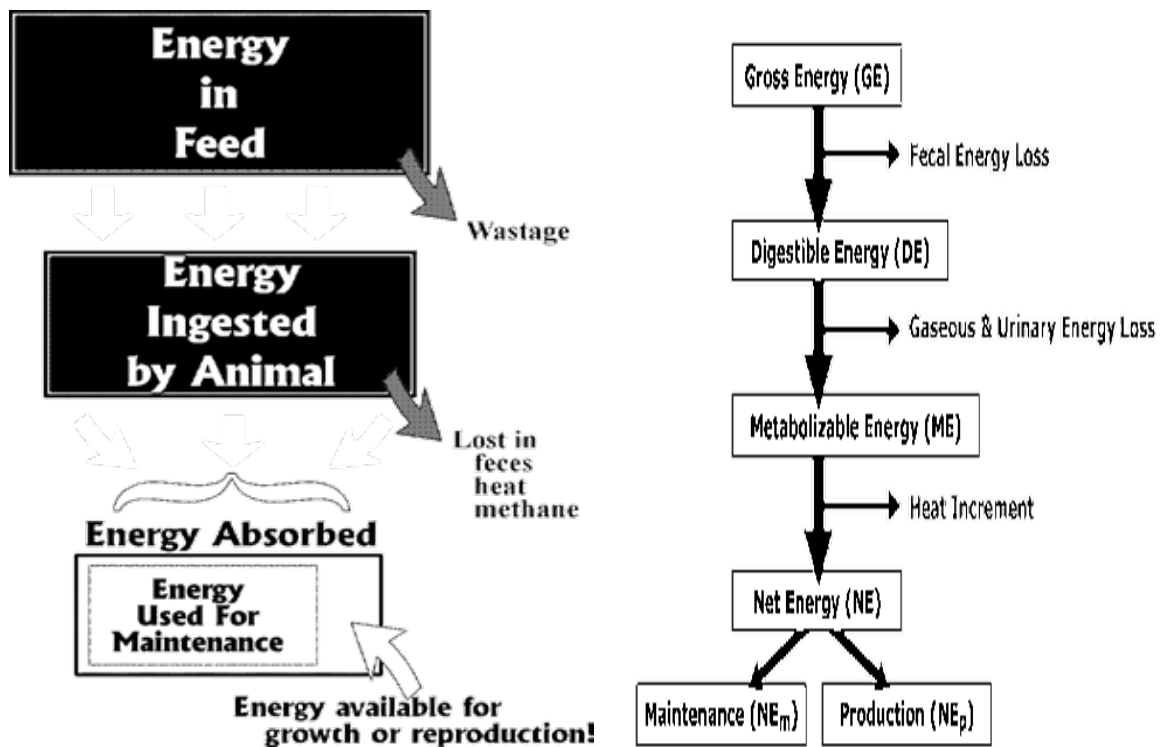 Energy
in
Feed
Wastage
Energy
Ingested
by Animal
Lost in
feces
heat
methane
Energy Absorbed
Energy
Used For
Maintenance
Energy available for
growth or reproduction!
Gross Energy (GE)
Fecal Energy Loss
Digestible Energy (DE)
Gaseous & Urinary Energy Loss
Metabolizable Energy (ME)
Heat Increment
Net Energy (NE)
Maintenance (NEm)
Production (NEp)